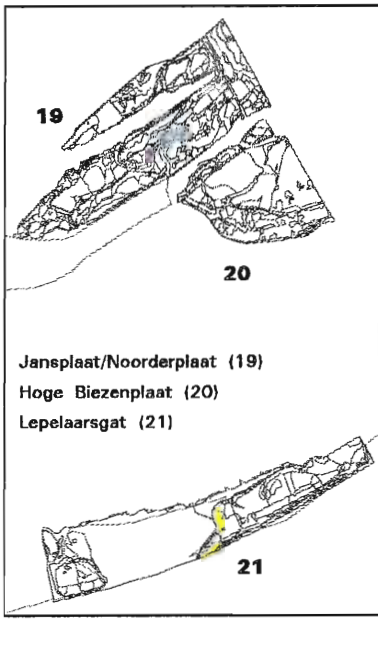 19
20
Jansplaat/Noorderplaat (19)
Hoge Biezenplaat (20)
Lepelaarsgat (21)
21